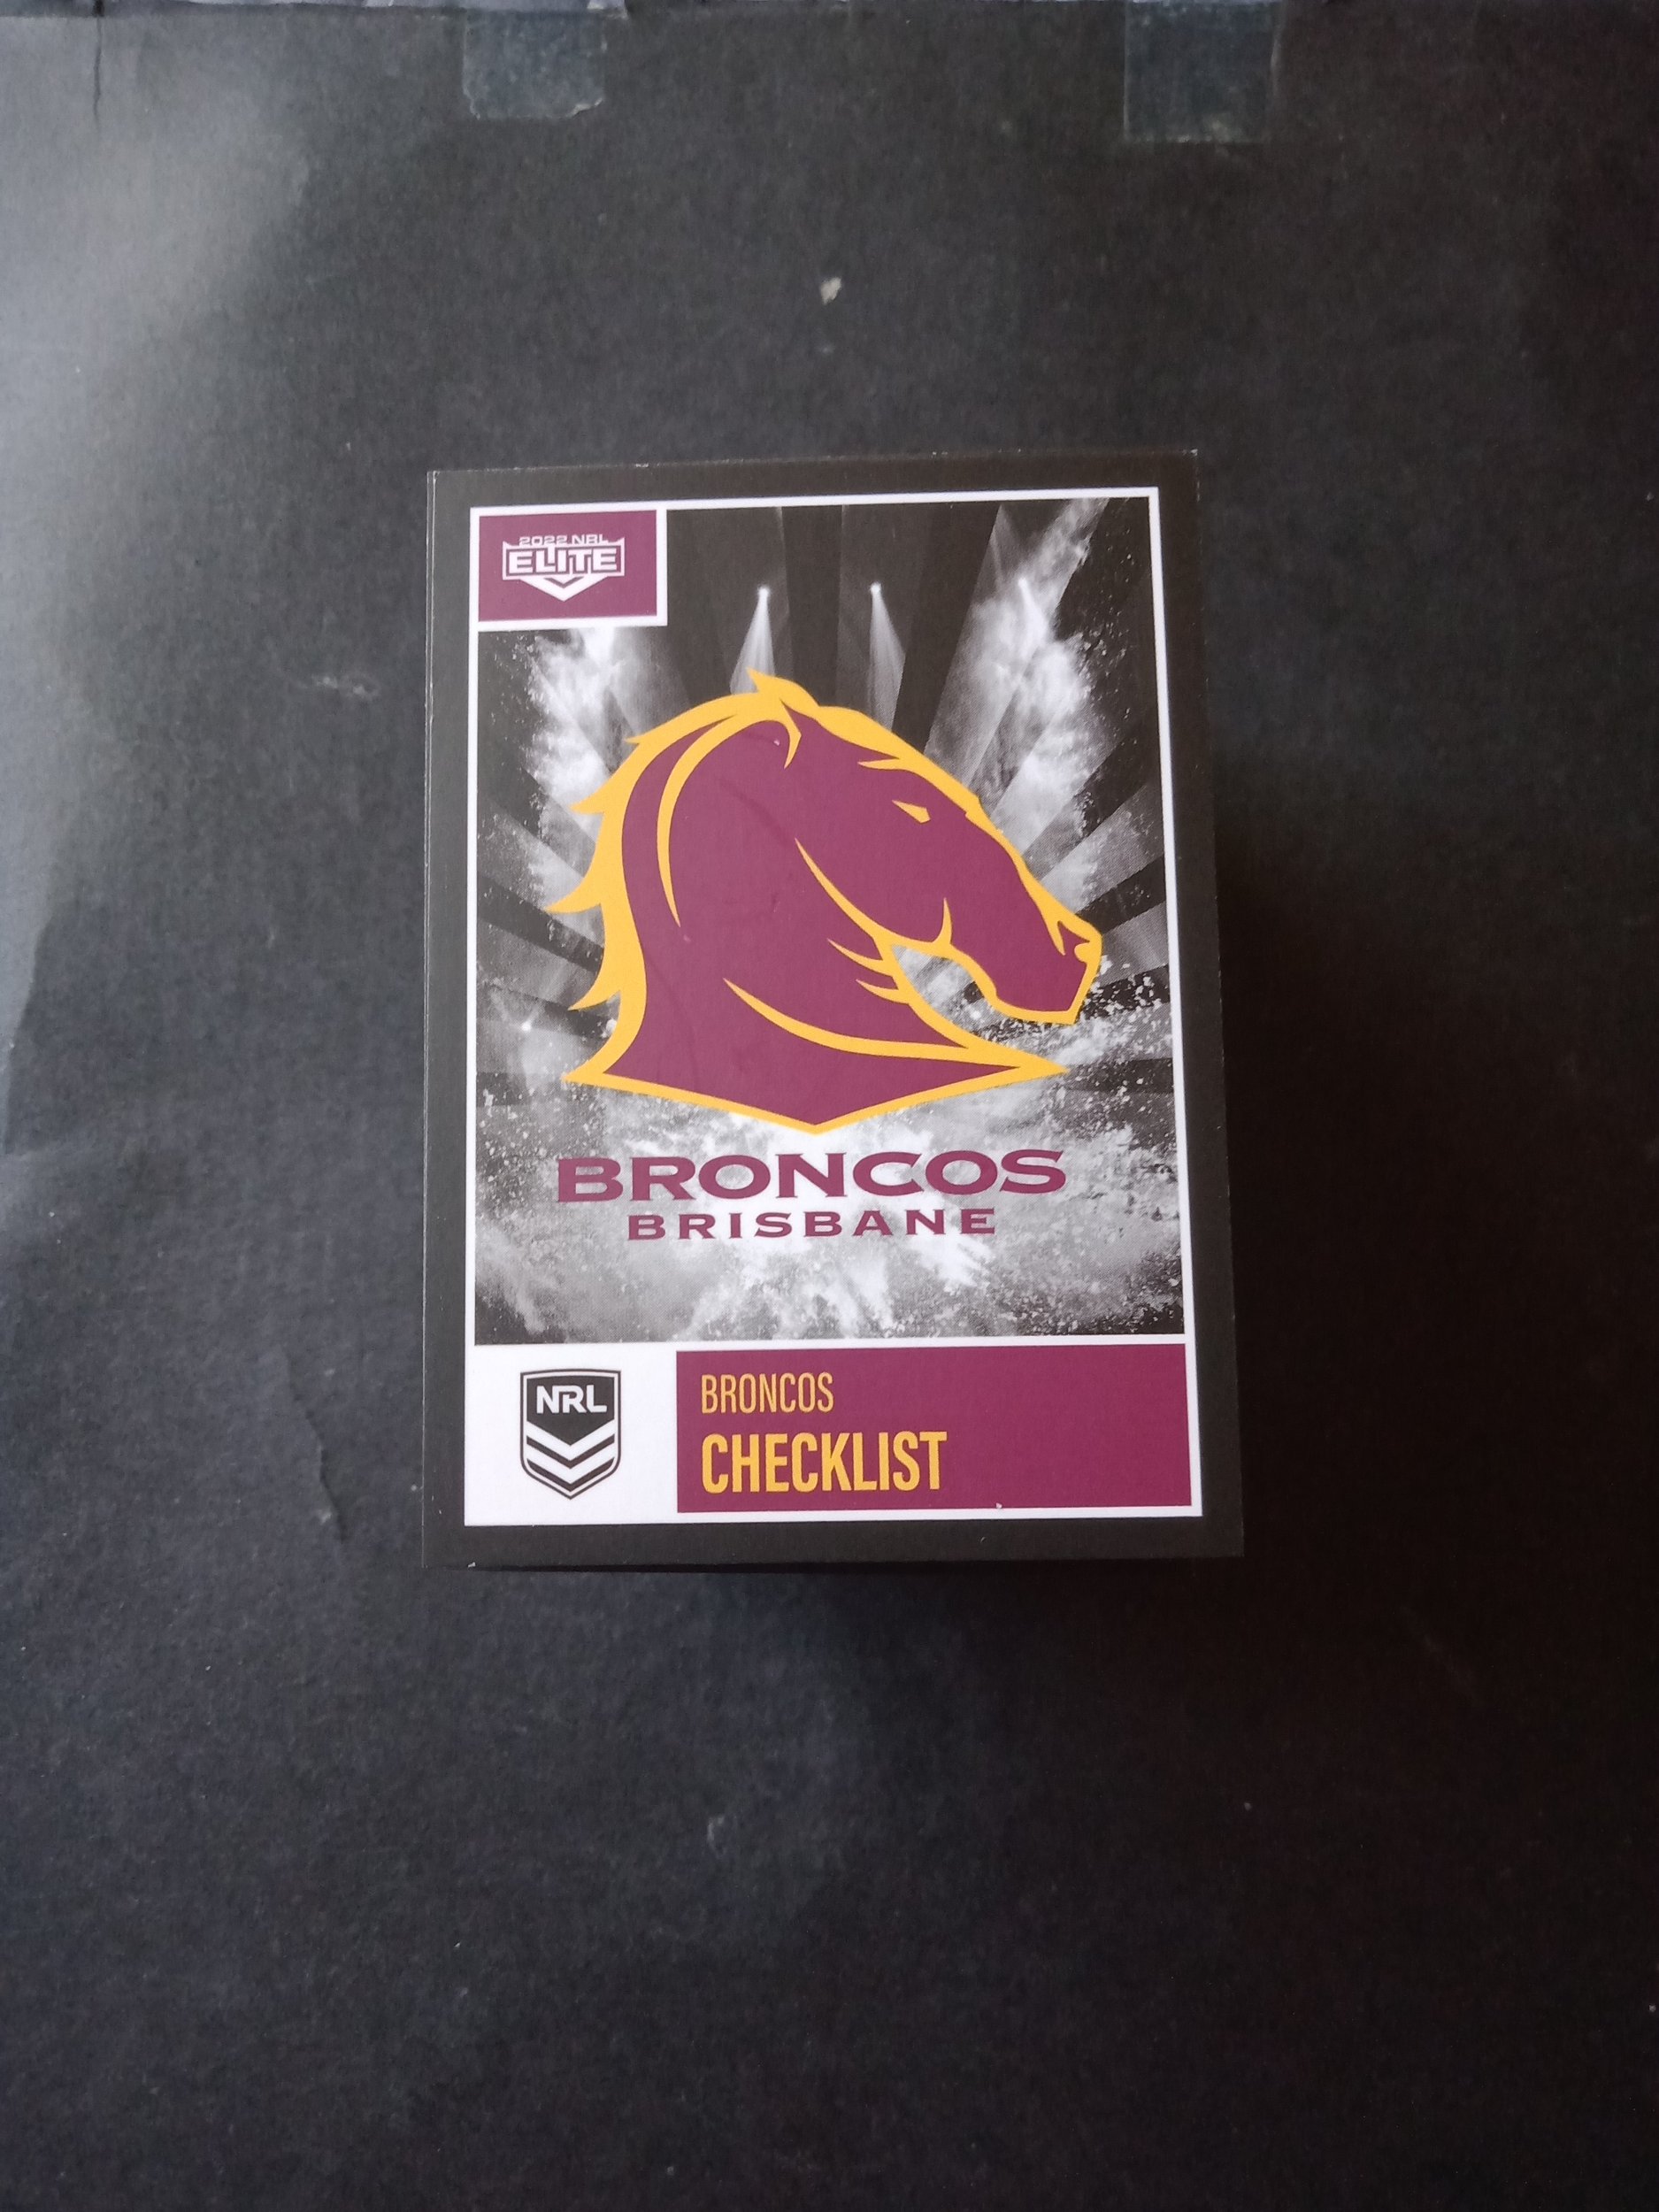 2022 NRL
ELITE
BRONCOS
BRISBANE
NRL
BRONCOS
CHECKLIST